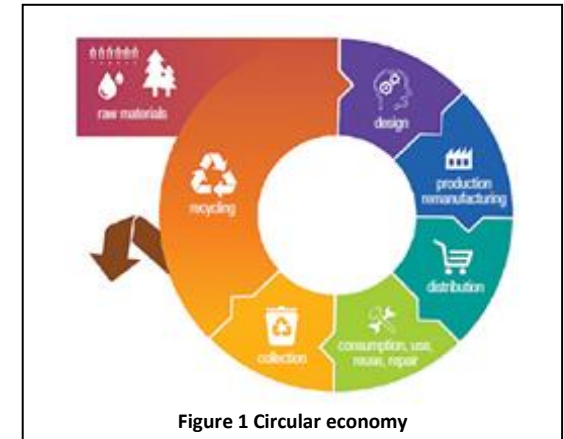 raw materials
design
production
remanufacturing
distribution
consumption, use,
reuse, repair
collection
recycling
Figure 1 Circular economy